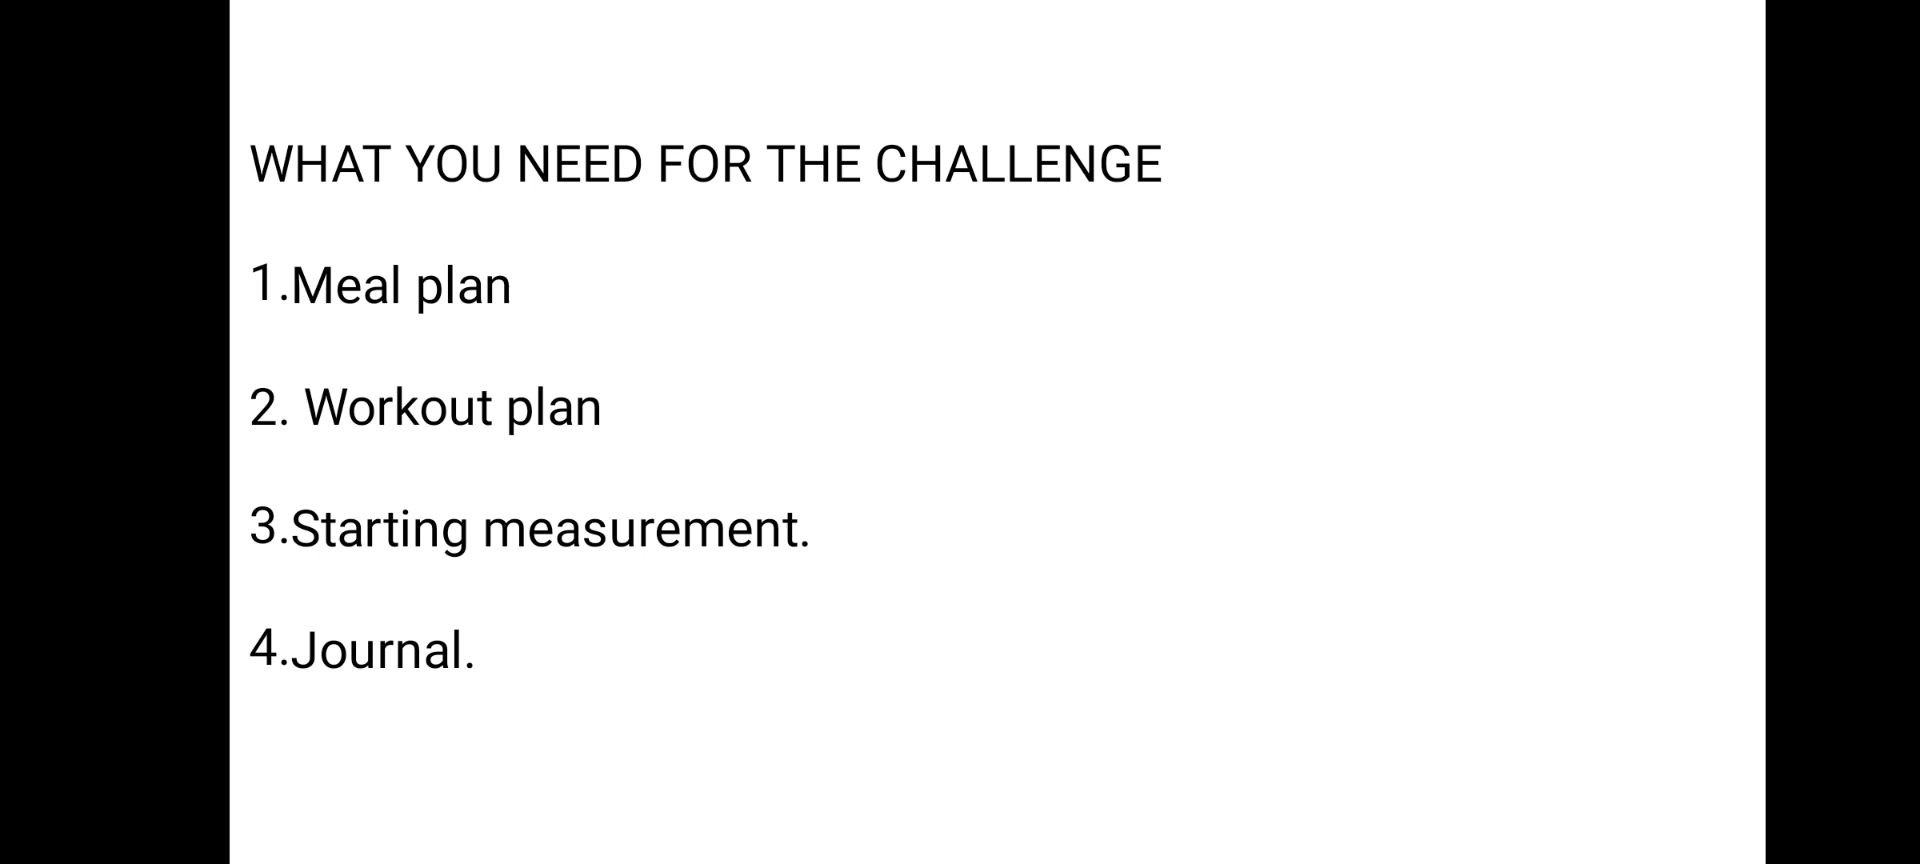 WHAT YOU NEED FOR THE CHALLENGE
1.Meal plan
2. Workout plan
3.Starting measurement.
4.Journal.